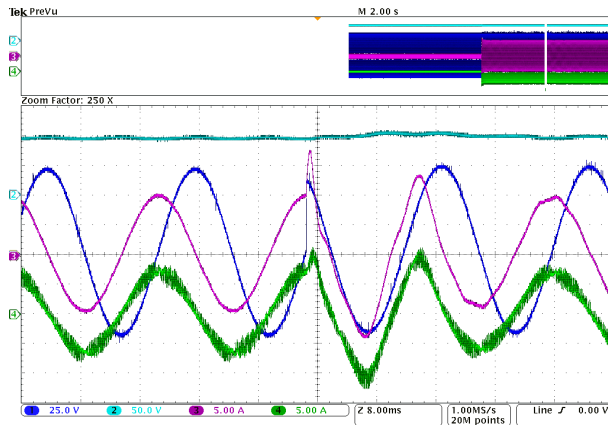 Tek PreVu M 2.00 s
2
3
4
Zoom Factor: 250 X
2
3
4
1 25.0 V 2 50.0 V 3 5.00 A 4 5.00 A Z 8.00ms 1.00MS/s Line ∫ 0.00 V
20M points